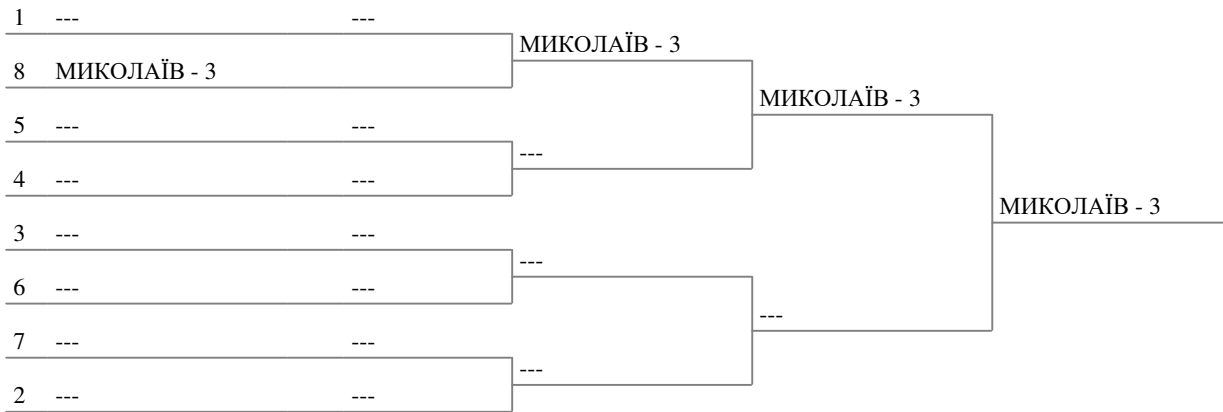 1 --- ---
МИКОЛАЇВ - 3
8 МИКОЛАЇВ - 3
МИКОЛАЇВ - 3
5 --- ---
---
4 --- ---
МИКОЛАЇВ - 3
3 --- ---
---
6 --- ---
---
7 --- ---
---
2 --- ---